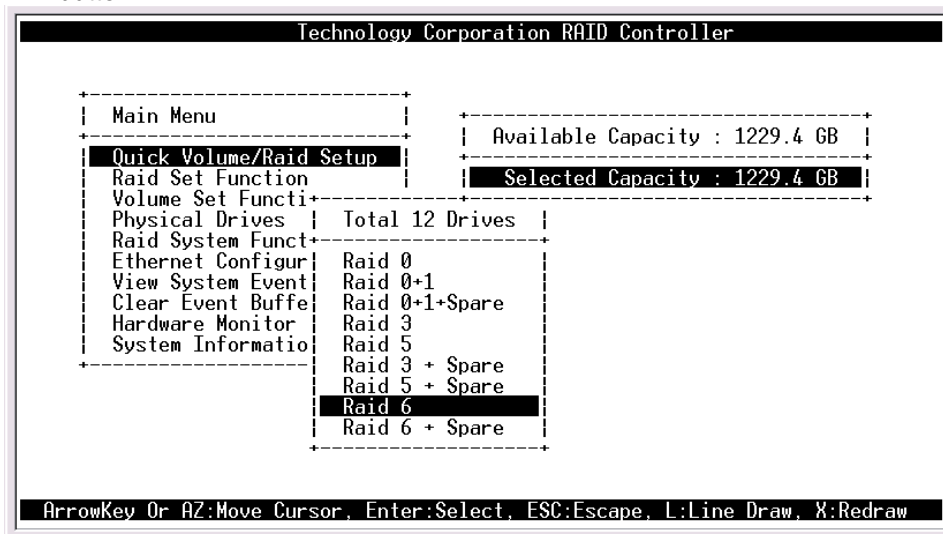 Technology Corporation RAID Controller
Main Menu
Quick Volume/Raid Setup
Raid Set Function
Volume Set Functi
Physical Drives
Raid System Funct
Ethernet Configur
View System Event
Clear Event Buffe
Hardware Monitor
System Informatio
Available Capacity : 1229.4 GB
Selected Capacity : 1229.4 GB
Total 12 Drives
Raid 0
Raid 0+1
Raid 0+1+Spare
Raid 3
Raid 5
Raid 3 + Spare
Raid 5 + Spare
Raid 6
Raid 6 + Spare
ArrowKey Or AZ:Move Cursor, Enter:Select, ESC:Escape, L:Line Draw, X:Redraw